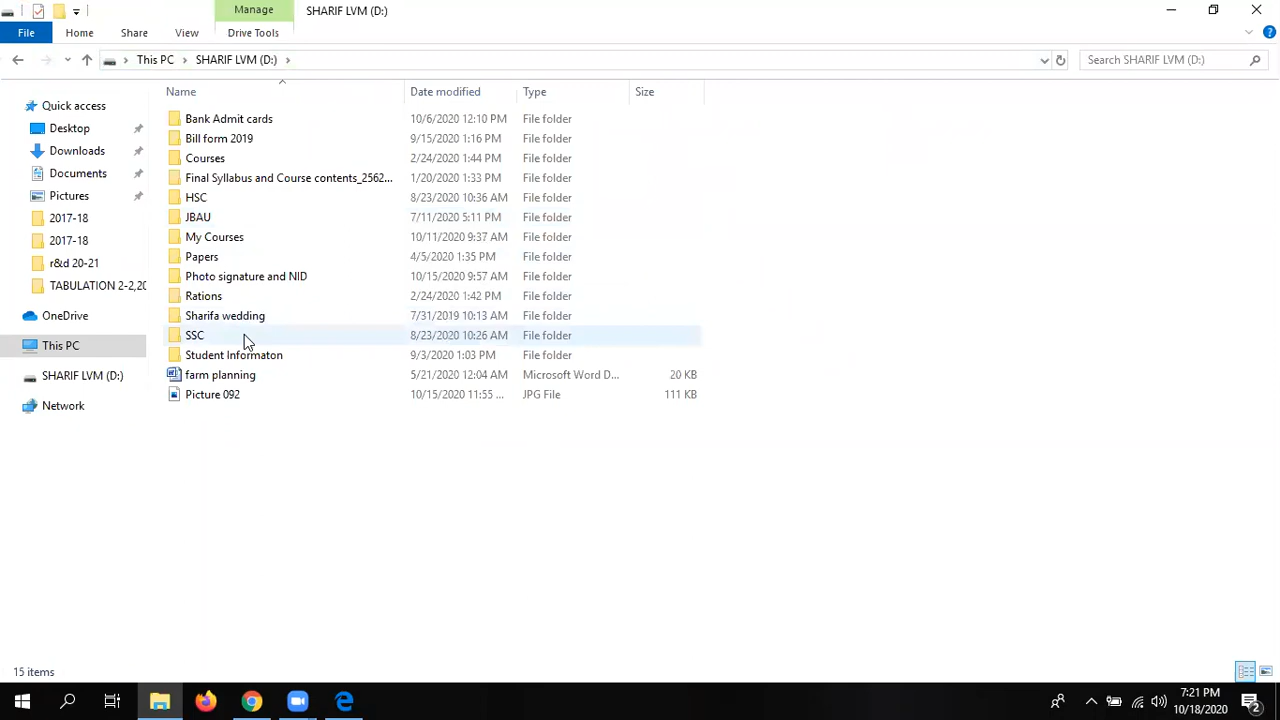 Manage
SHARIF LVM (D:)
File Home Share View Drive Tools
This PC SHARIF LVM (D:)
Search SHARIF LVM (D:)
Name Date modified Type Size
Quick access
Desktop
Downloads
Documents
Pictures
2017-18
2017-18
r&d 20-21
TABULATION 2-2,20
OneDrive
This PC
SHARIF LVM (D:)
Network
Bank Admit cards 10/6/2020 12:10 PM File folder
Bill form 2019 9/15/2020 1:16 PM File folder
Courses 2/24/2020 1:44 PM File folder
Final Syllabus and Course contents_2562... 1/20/2020 1:33 PM File folder
HSC 8/23/2020 10:36 AM File folder
JBAU 7/11/2020 5:11 PM File folder
My Courses 10/11/2020 9:37 AM File folder
Papers 4/5/2020 1:35 PM File folder
Photo signature and NID 10/15/2020 9:57 AM File folder
Rations 2/24/2020 1:42 PM File folder
Sharifa wedding 7/31/2019 10:13 AM File folder
SSC 8/23/2020 10:26 AM File folder
Student Informaton 9/3/2020 1:03 PM File folder
farm planning 5/21/2020 12:04 AM Microsoft Word D... 20 KB
Picture 092 10/15/2020 11:55 ... JPG File 111 KB
15 items
7:21 PM
10/18/2020
2